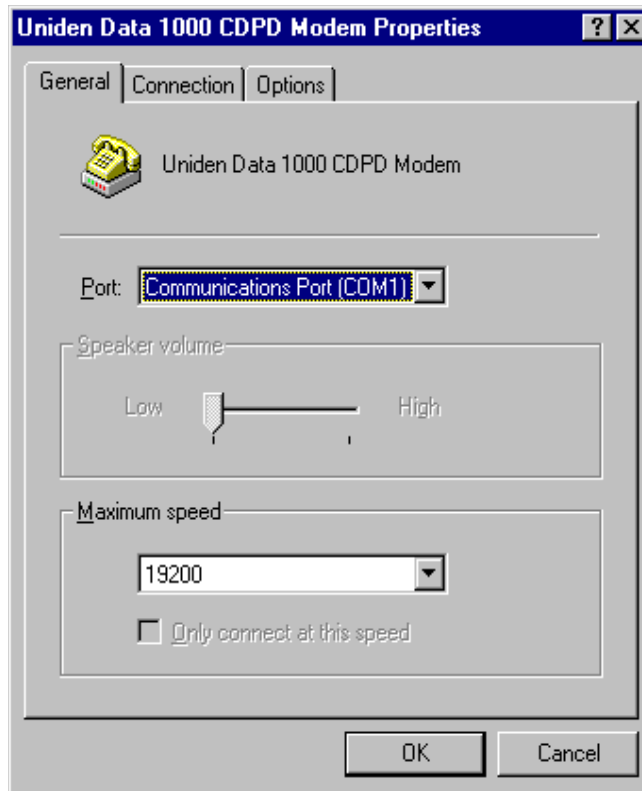 Uniden Data 1000 CDPD Modem Properties ? X
General Connection Options
Uniden Data 1000 CDPD Modem
Port: Communications Port (COM1)
Speaker volume
Low High
Maximum speed
19200
Only connect at this speed
OK Cancel